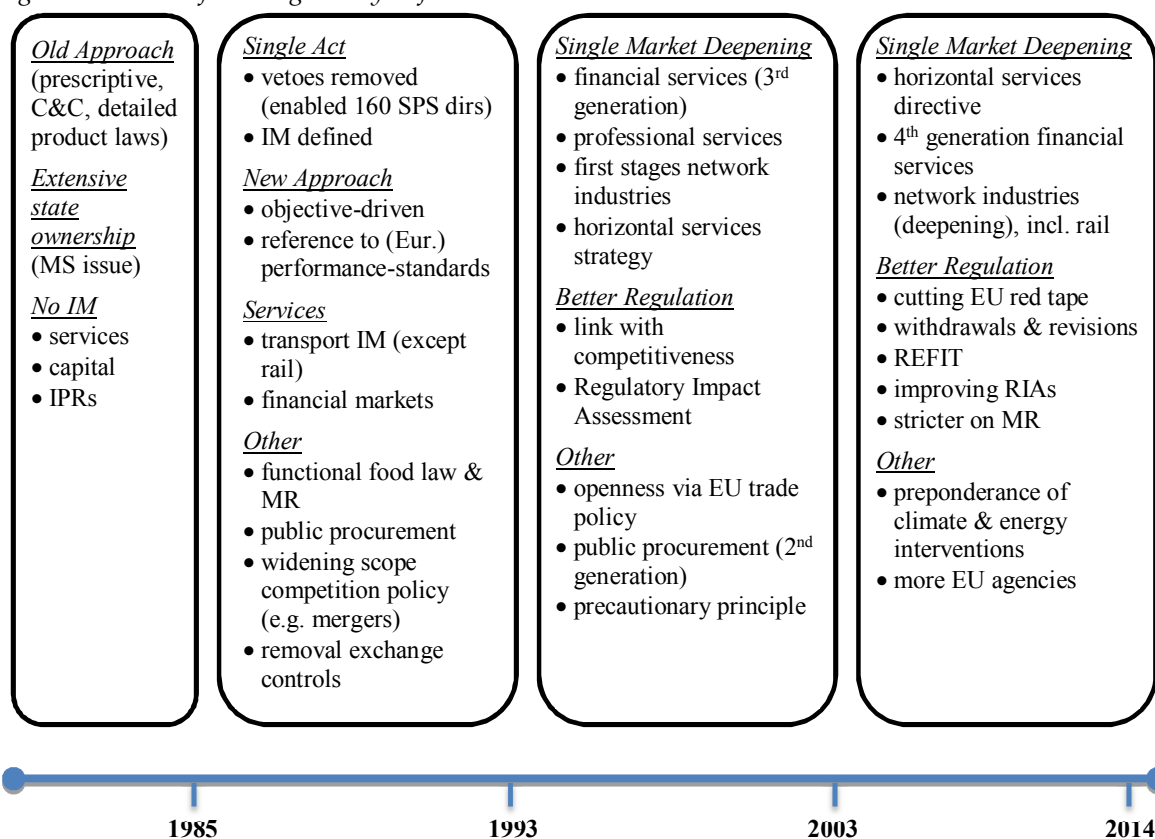 Old Approach
(prescriptive,
C&C, detailed
product laws)
Extensive
state
ownership
(MS issue)
No IM
• services
• capital
• IPRs
Single Act
• vetoes removed
(enabled 160 SPS dirs)
• IM defined
New Approach
• objective-driven
• reference to (Eur.)
performance-standards
Services
• transport IM (except
rail)
• financial markets
Other
• functional food law &
MR
• public procurement
• widening scope
competition policy
(e.g. mergers)
• removal exchange
controls
Single Market Deepening
• financial services (3rd
generation)
• professional services
• first stages network
industries
• horizontal services
strategy
Better Regulation
• link with
competitiveness
• Regulatory Impact
Assessment
Other
• openness via EU trade
policy
• public procurement (2nd
generation)
• precautionary principle
Single Market Deepening
• horizontal services
directive
• 4th generation financial
services
• network industries
(deepening), incl. rail
Better Regulation
• cutting EU red tape
• withdrawals & revisions
• REFIT
• improving RIAs
• stricter on MR
Other
• preponderance of
climate & energy
interventions
• more EU agencies
1985
1993
2003
2014